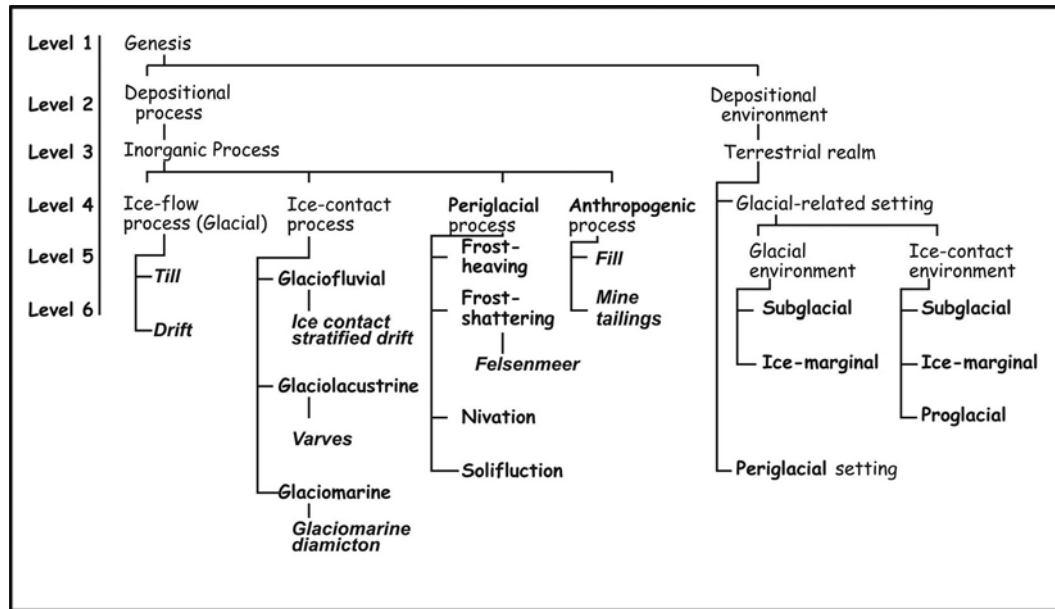 Level 1
Genesis
Level 2
Depositional
process
Depositional
environment
Level 3
Inorganic Process
Terrestrial realm
Level 4
Ice-flow
process (Glacial)
Ice-contact
process
Periglacial
process
Anthropogenic
process
Glacial-related setting
Level 5
Till
Glaciofluvial
Frost-
heaving
Fill
Glacial
environment
Ice-contact
environment
Level 6
Drift
Ice contact
stratified drift
Frost-
shattering
Mine
tailings
Subglacial
Subglacial
Felsenmeer
Ice-marginal
Ice-marginal
Glaciolacustrine
Varves
Nivation
Proglacial
Solifluction
Periglacial setting
Glaciomarine
Glaciomarine
diamicton